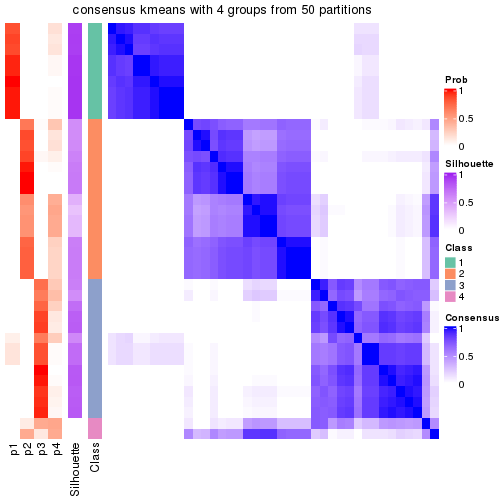 consensus kmeans with 4 groups from 50 partitions
Prob
1
0.5
0
Silhouette
1
0.5
0
Class
1
2
3
4
Consensus
1
0.5
0
p1
p2
p3
p4
Silhouette
Class